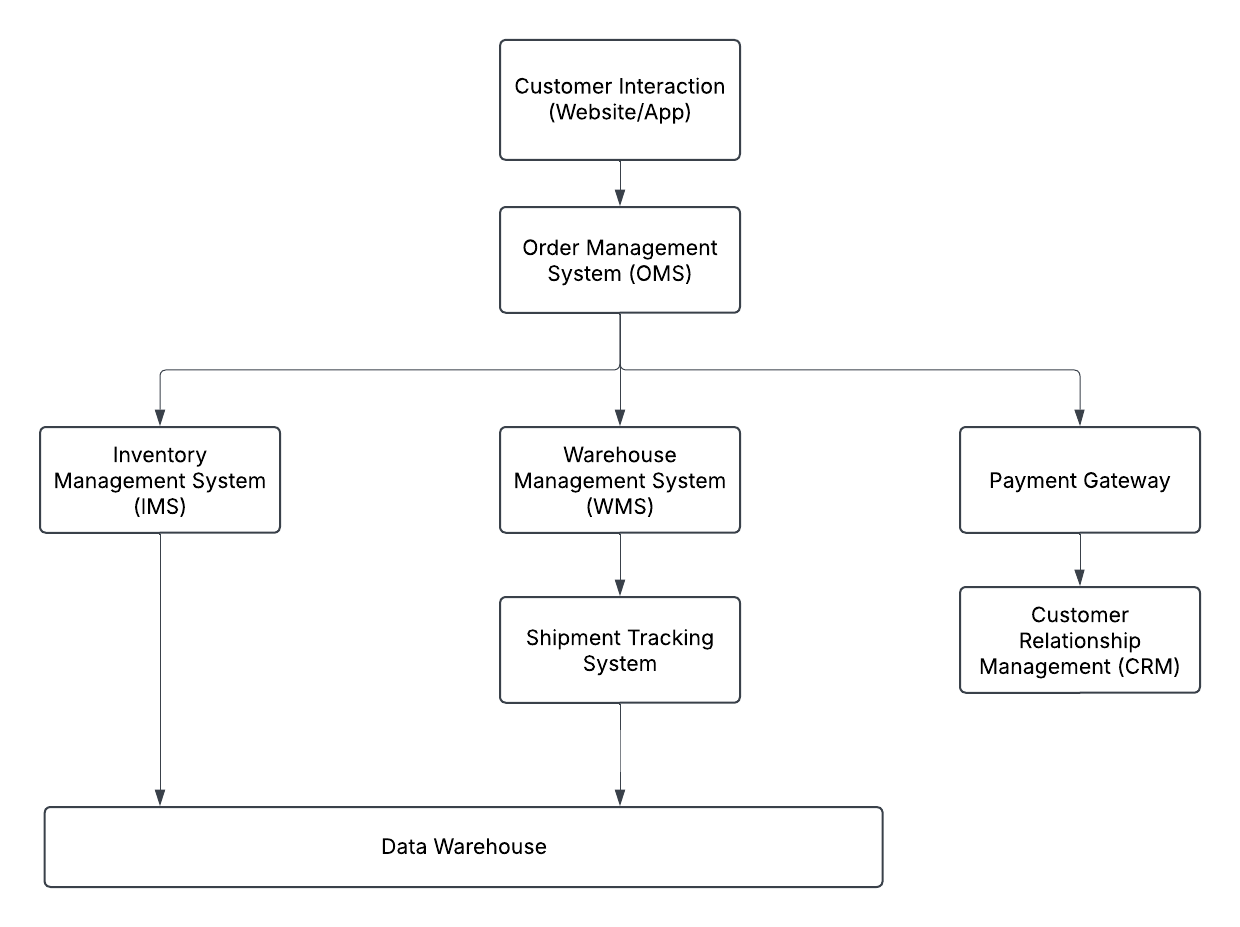 Customer Interaction
(Website/App)
Order Management
System (OMS)
Inventory
Management System
(IMS)
Warehouse
Management System
(WMS)
Payment Gateway
Shipment Tracking
System
Customer
Relationship
Management (CRM)
Data Warehouse